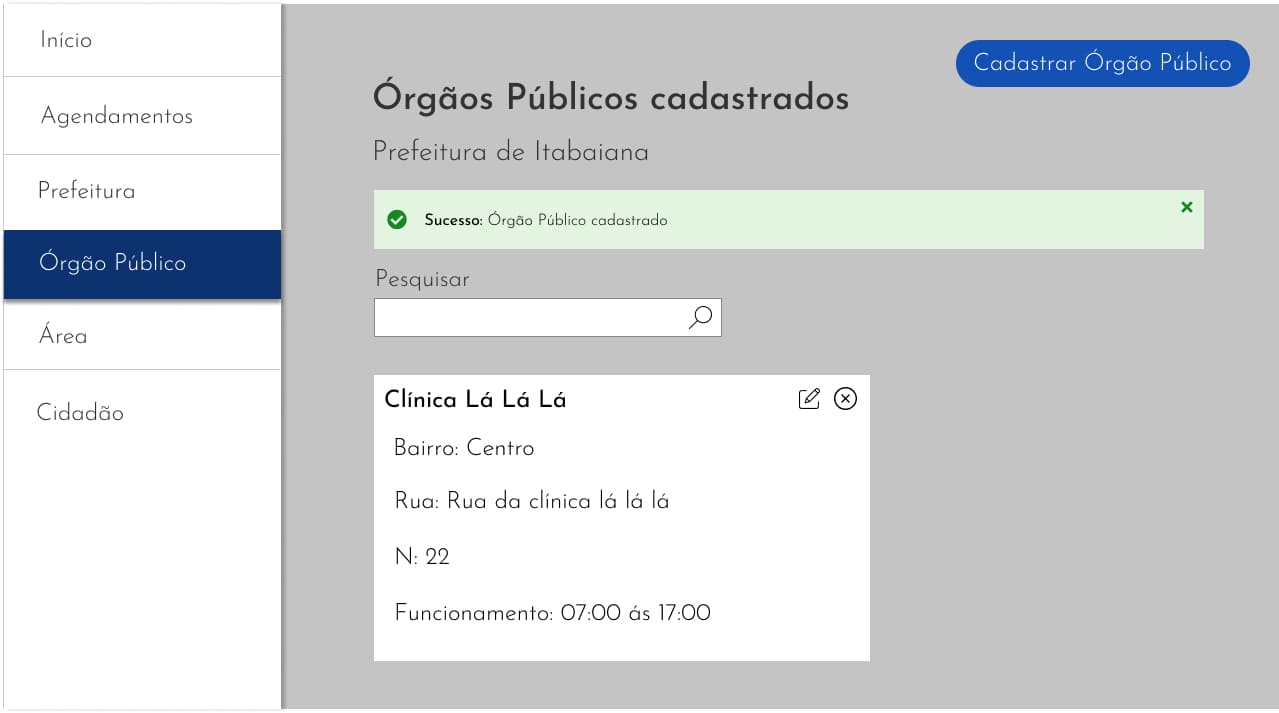 Início
Agendamentos
Prefeitura
Órgão Público
Área
Cidadão
Cadastrar Órgão Público
Órgãos Públicos cadastrados
Prefeitura de Itabaiana
Sucesso: Órgão Público cadastrado
Pesquisar
Clínica Lá Lá Lá
Bairro: Centro
Rua: Rua da clínica lá lá lá
N: 22
Funcionamento: 07:00 ás 17:00